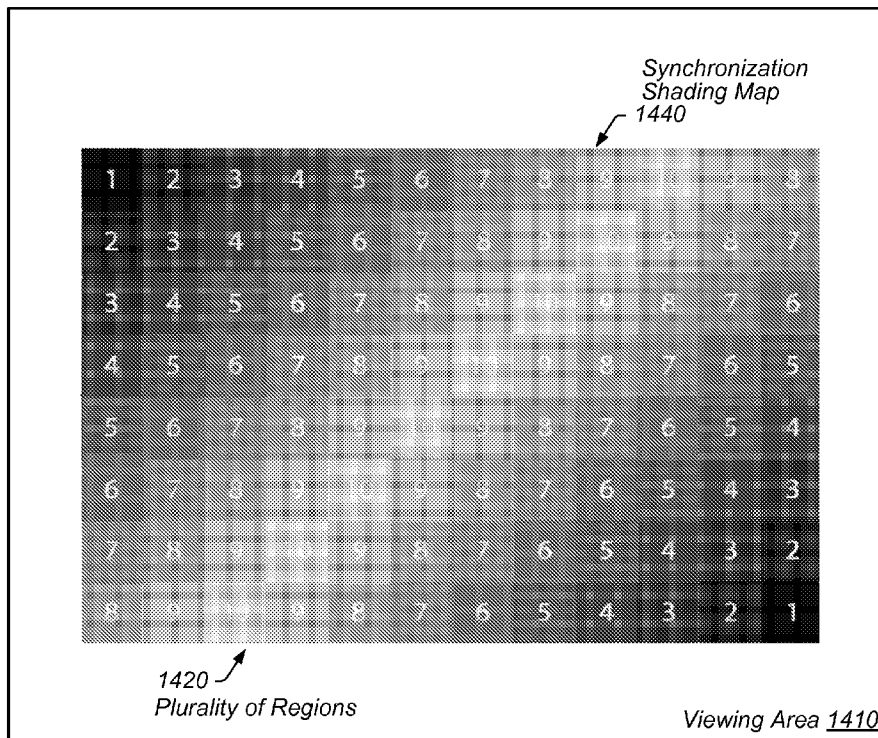 Synchronization
Shading Map
1440
1 2 3 4 5 6 7 8 9 10 9 8
2 3 4 5 6 7 8 9 10 9 8 7
3 4 5 6 7 8 9 10 9 8 7 6
4 5 6 7 8 9 10 9 8 7 6 5
5 6 7 8 9 10 9 8 7 6 5 4
6 7 8 9 10 9 8 7 6 5 4 3
7 8 9 10 9 8 7 6 5 4 3 2
8 9 10 9 8 7 6 5 4 3 2 1
1420
Plurality of Regions
Viewing Area 1410